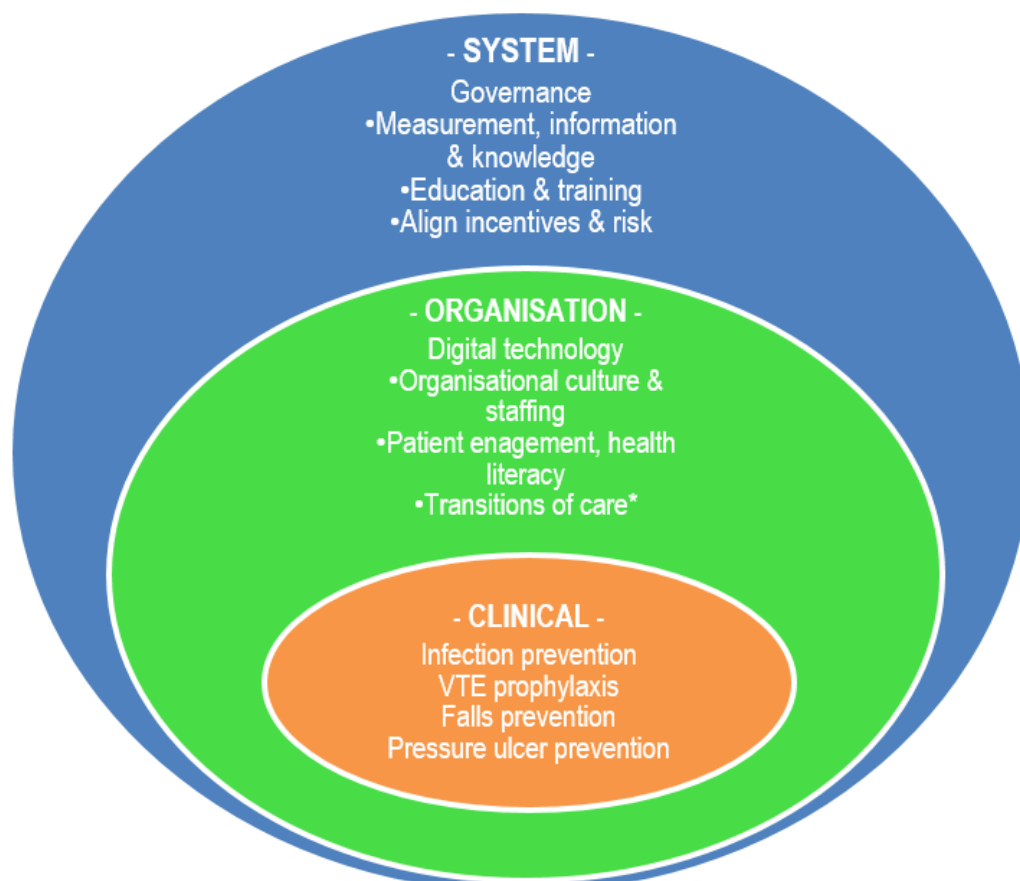 - SYSTEM -
Governance
•Measurement, information
& knowledge
•Education & training
•Align incentives & risk
- ORGANISATION -
Digital technology
•Organisational culture &
staffing
•Patient enagement, health
literacy
•Transitions of care*
- CLINICAL -
Infection prevention
VTE prophylaxis
Falls prevention
Pressure ulcer prevention